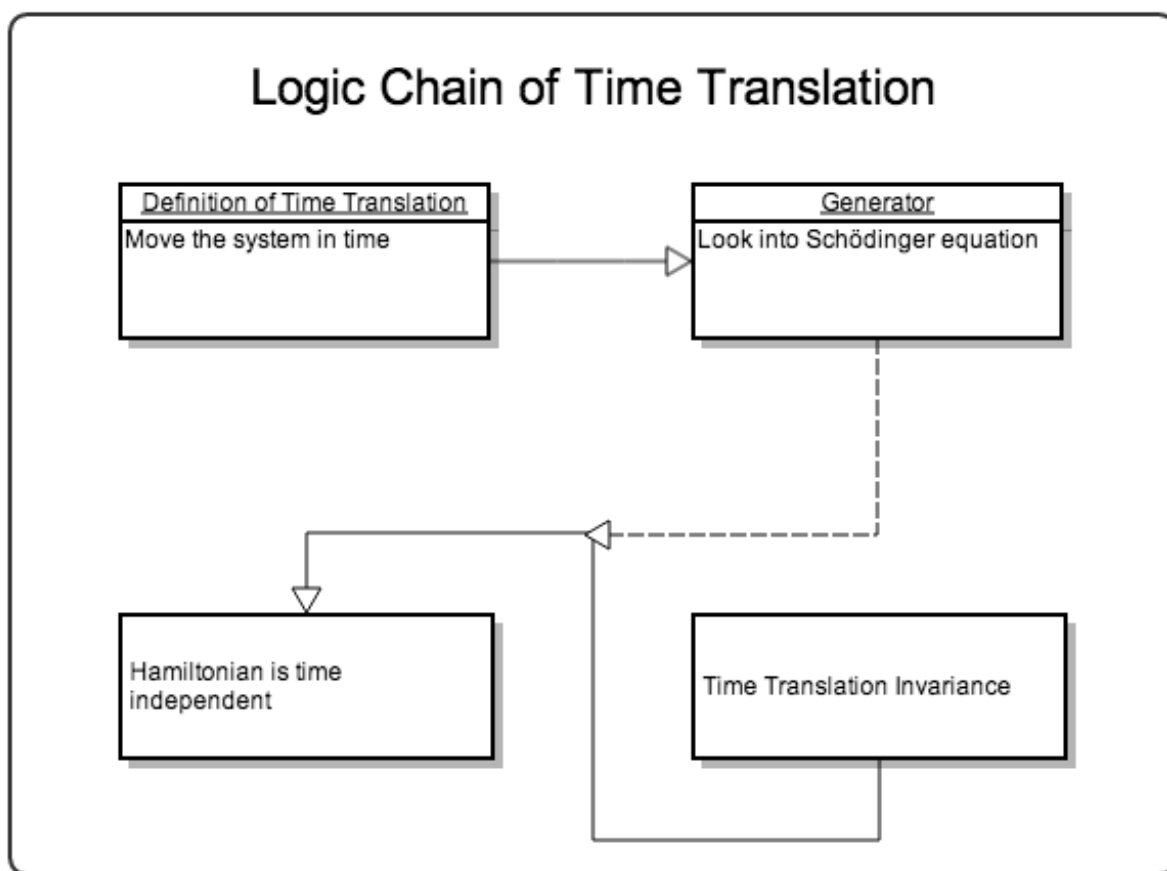 Logic Chain of Time Translation
Definition of Time Translation
Move the system in time
Generator
Look into Schödinger equation
Hamiltonian is time
independent
Time Translation Invariance